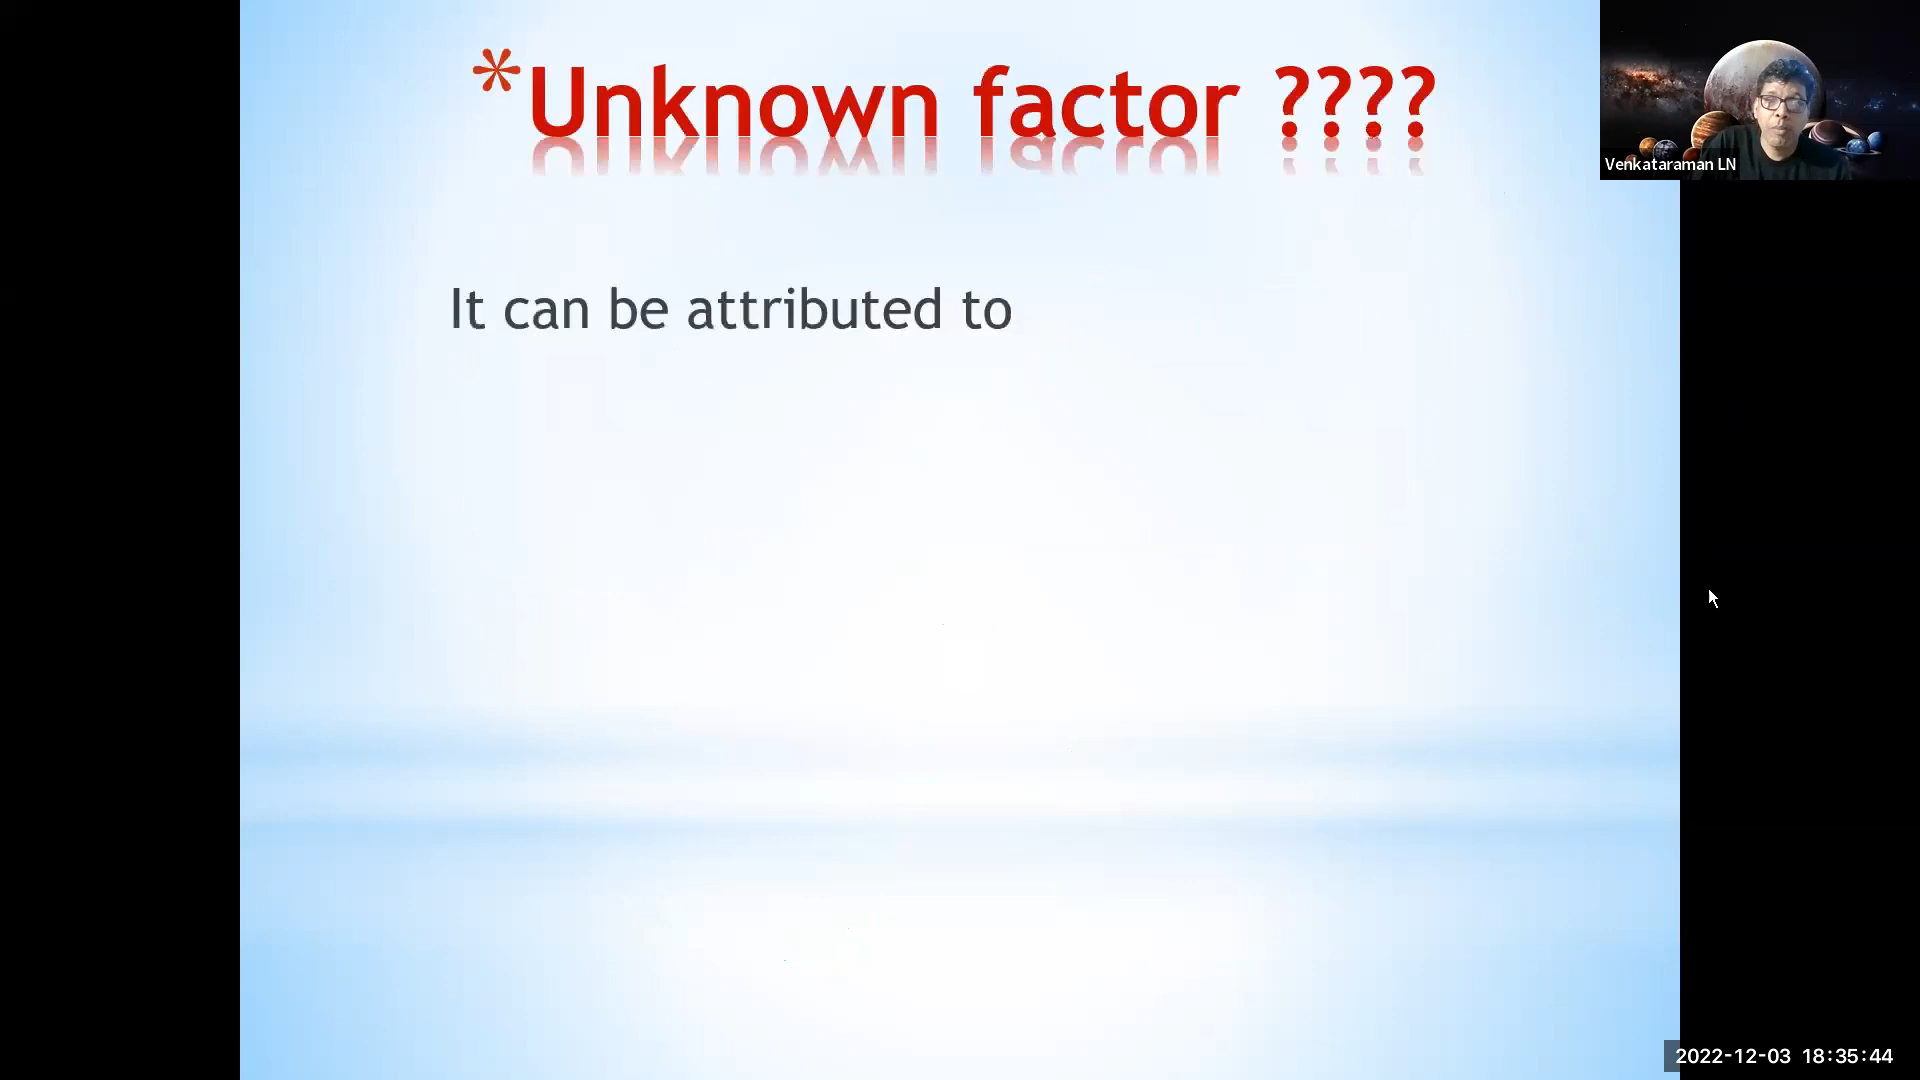 *Unknown factor ????
Venkataraman LN
It can be attributed to
2022-12-03 18:35:44